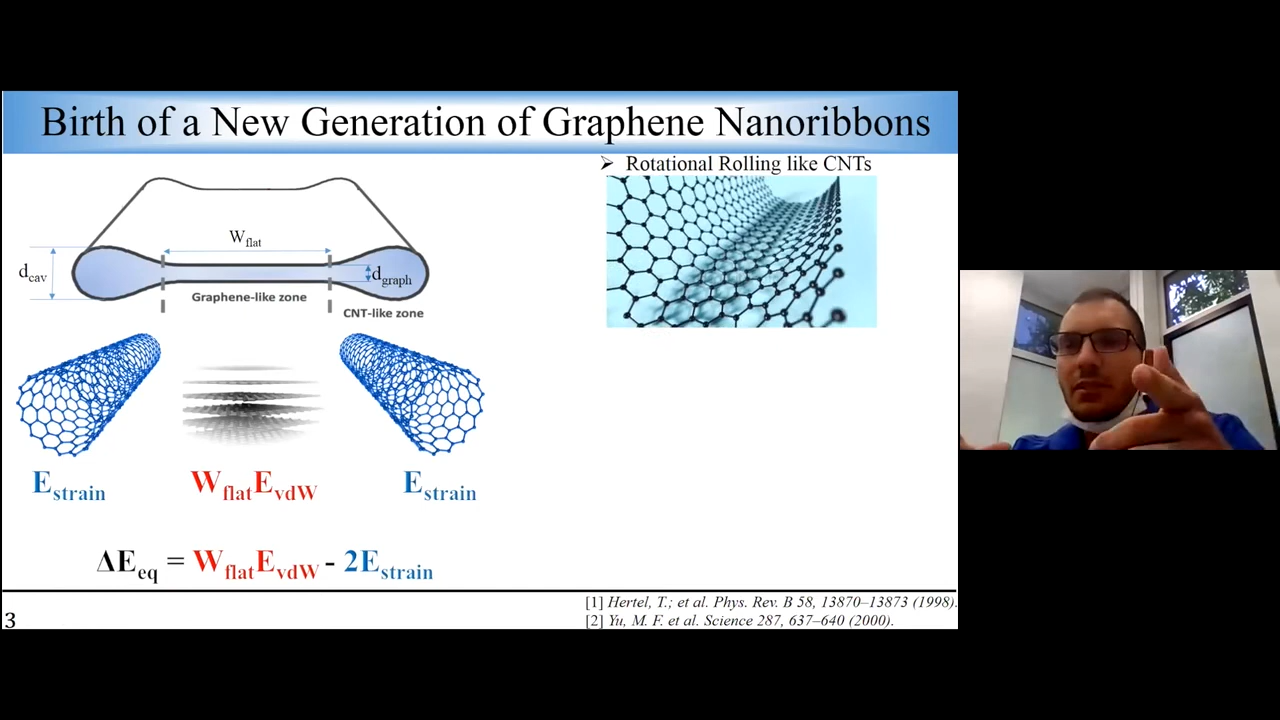 Birth of a New Generation of Graphene Nanoribbons
➢ Rotational Rolling like CNTs
W_flat
d_cav
d_graph
Graphene-like zone
CNT-like zone
E_strain
W_flat E_vdW
E_strain
ΔE_eq = W_flat E_vdW - 2E_strain
[1] Hertel, T.; et al. Phys. Rev. B 58, 13870–13873 (1998).
[2] Yu, M. F. et al. Science 287, 637–640 (2000).
3